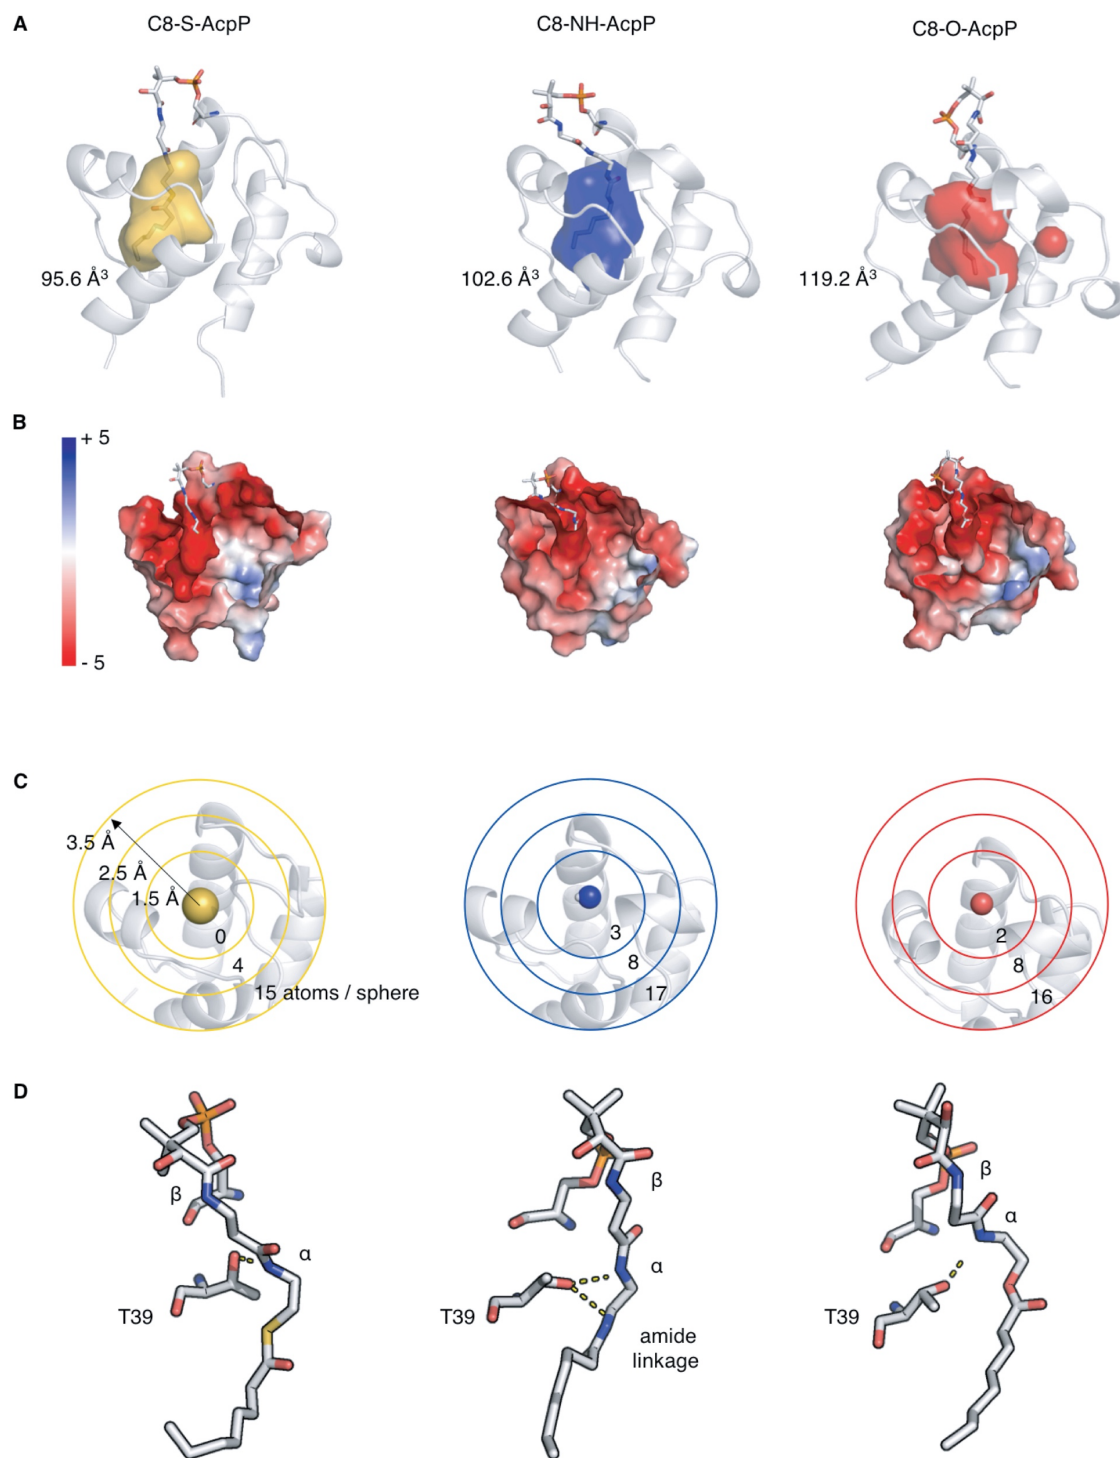 A
C8-S-AcpP
C8-NH-AcpP
C8-O-AcpP
95.6 Å³
102.6 Å³
119.2 Å³
B
+ 5
- 5
C
3.5 Å
2.5 Å
1.5 Å
0
4
15 atoms / sphere
3
8
17
2
8
16
D
β
α
T39
β
α
T39
amide
linkage
β
α
T39